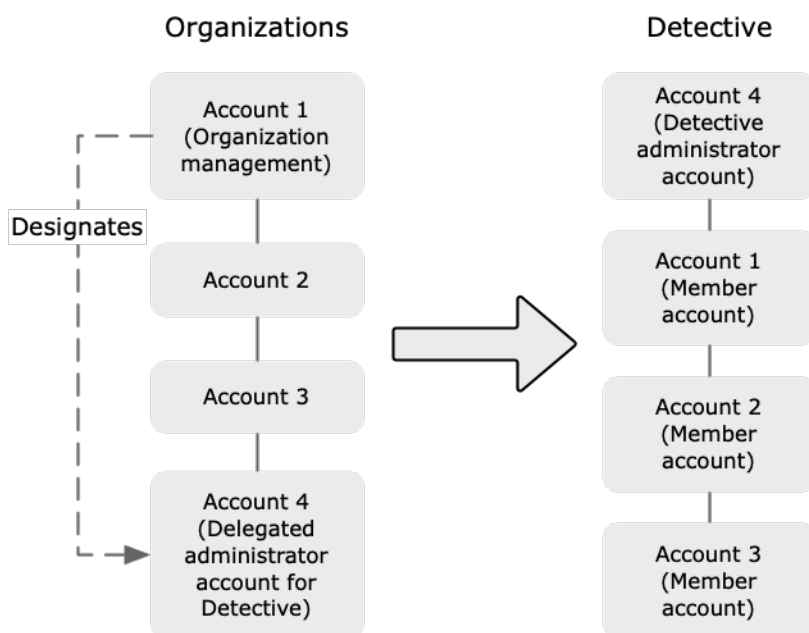 Organizations
Account 1
(Organization
management)
Designates
Account 2
Account 3
Account 4
(Delegated
administrator
account for
Detective)
Detective
Account 4
(Detective
administrator
account)
Account 1
(Member
account)
Account 2
(Member
account)
Account 3
(Member
account)